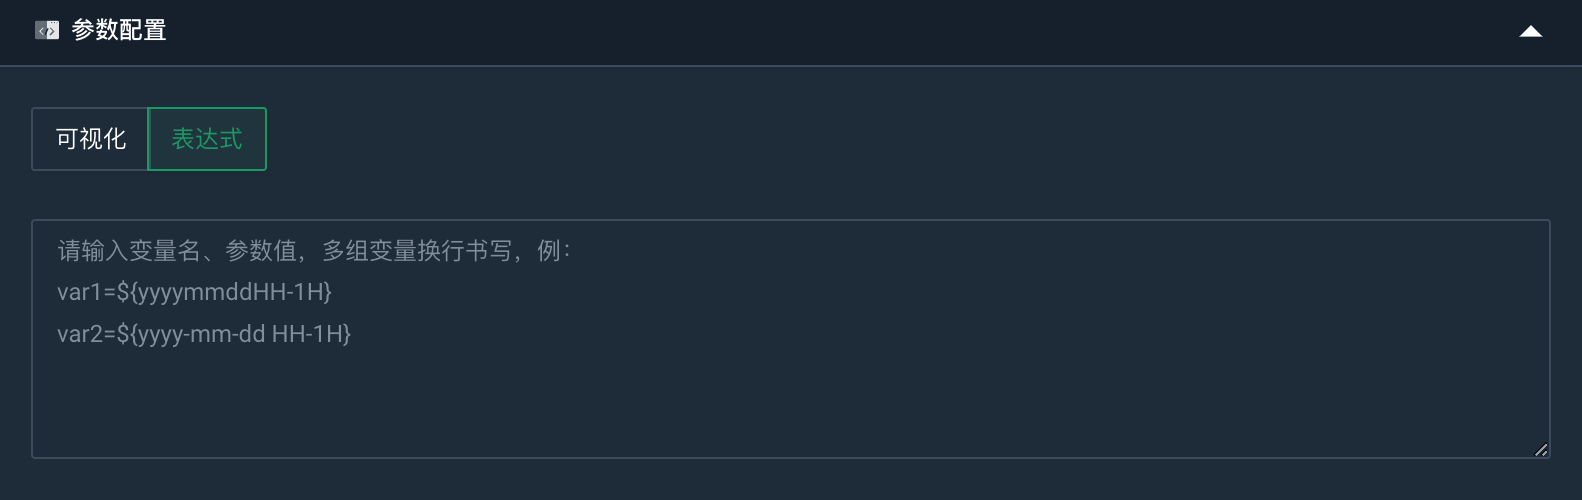 参数配置
可视化
表达式
请输入变量名、参数值，多组变量换行书写，例：
var1=${yyyymmddHH-1H}
var2=${yyyy-mm-dd HH-1H}